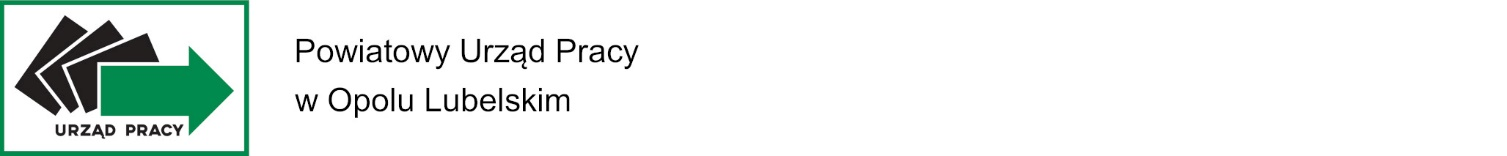 URZĄD PRACY
Powiatowy Urząd Pracy
w Opolu Lubelskim